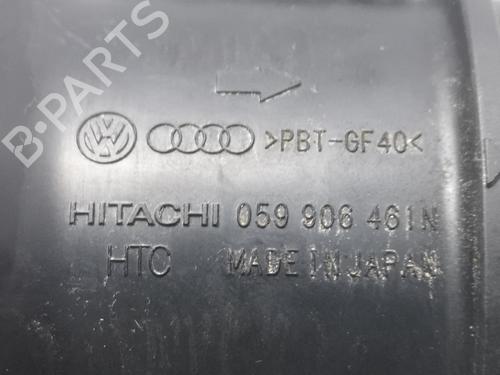 >PBT-GF40<
HITACHI 059 906 461N
HTC MADE IN JAPAN
B-PARTS